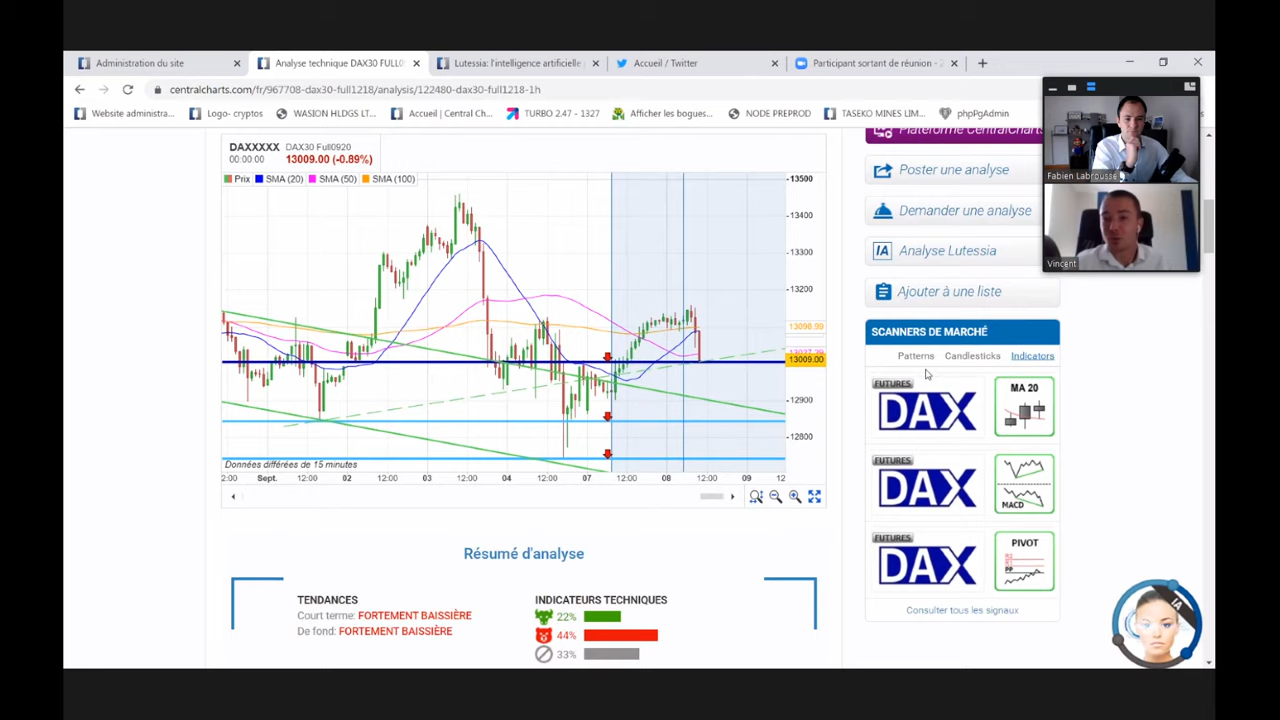 Administration du site
Analyse technique DAX30 FULL0
Lutessia: l'intelligence artificielle
Accueil / Twitter
Participant sortant de réunion - Z
centralcharts.com/fr/967708-dax30-full1218/analysis/122480-dax30-full1218-1h
Website administra...
Logo- cryptos
WASION HLDGS LT...
Accueil | Central Ch...
TURBO 2.47 - 1327
Afficher les bogues...
NODE PREPROD
TASEKO MINES LIM...
phpPgAdmin
DAXXXXX
DAX30 Full0920
00:00:00
13009.00 (-0.89%)
Prix
SMA (20)
SMA (50)
SMA (100)
13500
13400
13300
13200
13098.99
13009.00
12900
12800
Données différées de 15 minutes
2:00
Sept.
12:00
02
12:00
03
12:00
04
12:00
07
12:00
08
12:00
09
12
Résumé d'analyse
TENDANCES
Court terme: FORTEMENT BAISSIÈRE
De fond: FORTEMENT BAISSIÈRE
INDICATEURS TECHNIQUES
22%
44%
33%
Plateforme CentralCharts
Poster une analyse
Demander une analyse
IA
Analyse Lutessia
Ajouter à une liste
SCANNERS DE MARCHÉ
Patterns
Candlesticks
Indicators
FUTURES
DAX
MA 20
FUTURES
DAX
MACD
FUTURES
DAX
PIVOT
PP
Consulter tous les signaux
Fabien Labrousse
Vincent
IA